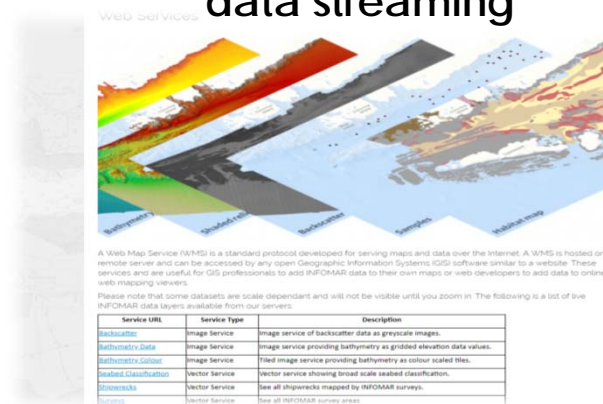 data streaming
Web Services
Bathymetry
Shaded reli
Backscatter
Samples
Habitat map
A Web Map Service (WMS) is a standard protocol developed for serving maps and data over the Internet. A WMS is hosted on
remote server and can be accessed by any open Geographic Information Systems (GIS) software similar to a website. These
services and are useful for GIS professionals to add INFOMAR data to their own maps or web developers to add data to online
web mapping viewers.
Please note that some datasets are scale dependant and will not be visible until you zoom in. The following is a list of live
INFOMAR data layers available from our servers:
Service URL Service Type Description
Backscatter Image Service Image service of backscatter data as greyscale images.
Bathymetry Data Image Service Image service providing bathymetry as gridded elevation data values.
Bathymetry Colour Image Service Tiled image service providing bathymetry as colour scaled tiles.
Seabed Classification Vector Service Vector service showing broad scale seabed classification.
Shipwrecks Vector Service See all shipwrecks mapped by INFOMAR surveys.
Surveys Vector Service See all INFOMAR survey areas